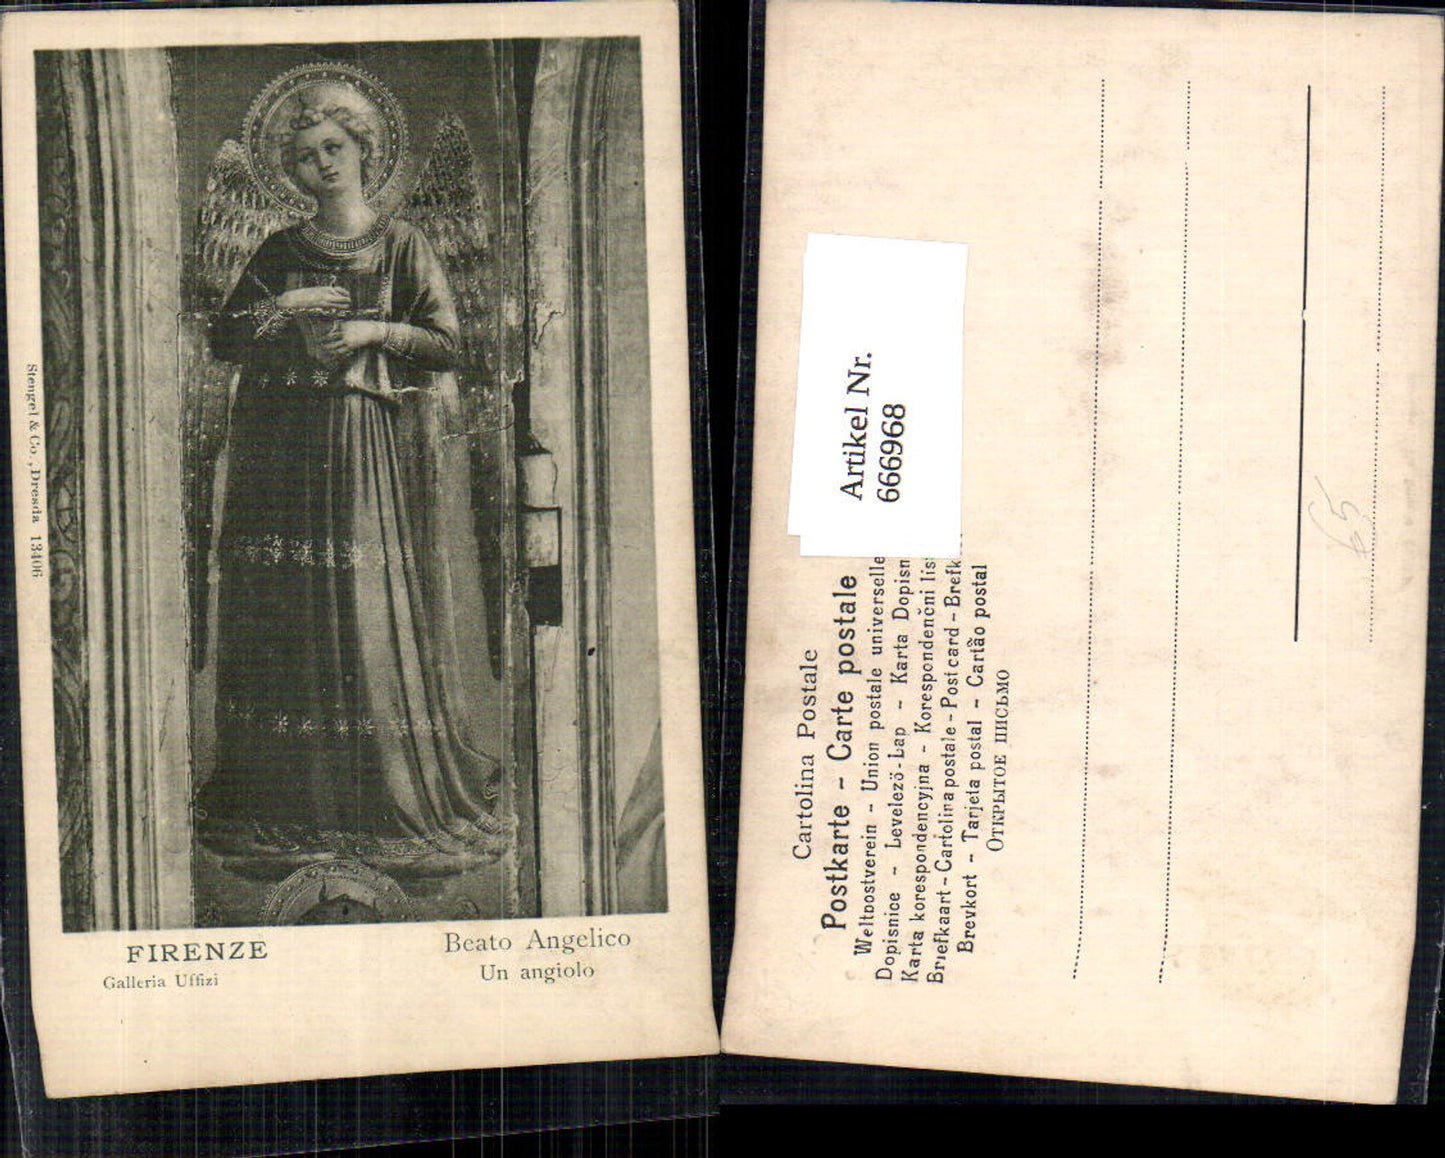 Stengel & Co., Dresda 13406
FIRENZE
Galleria Uffizi
Beato Angelico
Un angiolo
Artikel Nr.
666968
Cartolina Postale
Postkarte – Carte postale
Weltpostverein – Union postale universelle
Dopisnice – Levelező-Lap – Karta Dopisn
Karta korespondencyjna – Korespondenční lis
Briefkaart – Cartolina postale – Post card – Brefk
Brevkort – Tarjeta postal – Cartão postal
Открытое письмо
65